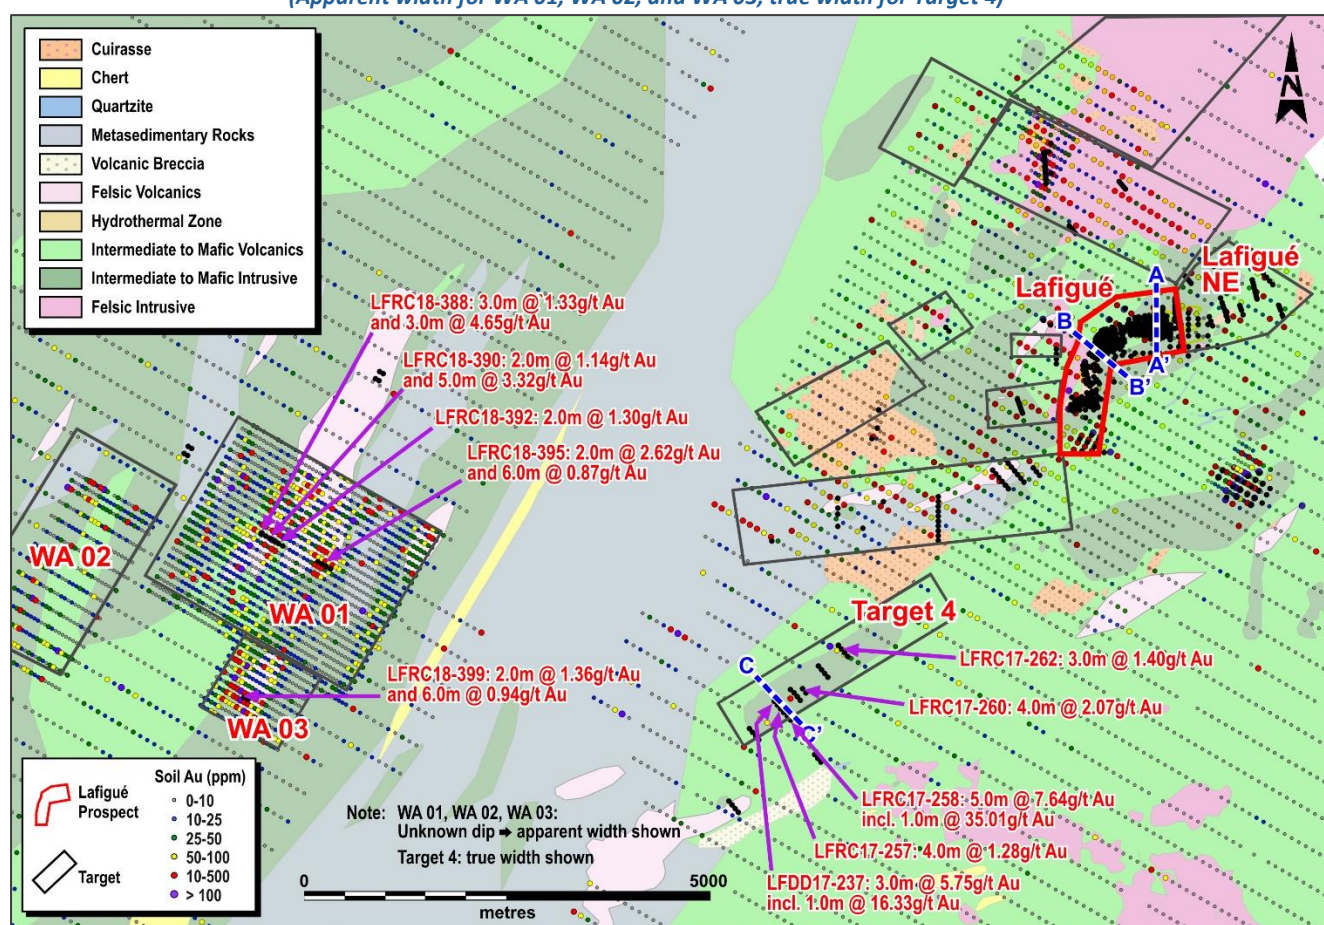 (Apparent width for WA 01, WA 02, and WA 03; true width for Target 4)
Cuirasse
Chert
Quartzite
Metasedimentary Rocks
Volcanic Breccia
Felsic Volcanics
Hydrothermal Zone
Intermediate to Mafic Volcanics
Intermediate to Mafic Intrusive
Felsic Intrusive
N
Lafigué
NE
Lafigué
A
A'
B
B'
LFRC18-388: 3.0m @ 1.33g/t Au
and 3.0m @ 4.65g/t Au
LFRC18-390: 2.0m @ 1.14g/t Au
and 5.0m @ 3.32g/t Au
LFRC18-392: 2.0m @ 1.30g/t Au
LFRC18-395: 2.0m @ 2.62g/t Au
and 6.0m @ 0.87g/t Au
WA 02
WA 01
LFRC18-399: 2.0m @ 1.36g/t Au
and 6.0m @ 0.94g/t Au
WA 03
Target 4
C
C'
LFRC17-262: 3.0m @ 1.40g/t Au
LFRC17-260: 4.0m @ 2.07g/t Au
LFRC17-258: 5.0m @ 7.64g/t Au
incl. 1.0m @ 35.01g/t Au
LFRC17-257: 4.0m @ 1.28g/t Au
LFDD17-237: 3.0m @ 5.75g/t Au
incl. 1.0m @ 16.33g/t Au
Lafigué
Prospect
Target
Soil Au (ppm)
0-10
10-25
25-50
50-100
10-500
> 100
Note: WA 01, WA 02, WA 03:
Unknown dip ➡ apparent width shown
Target 4: true width shown
0 5000
metres